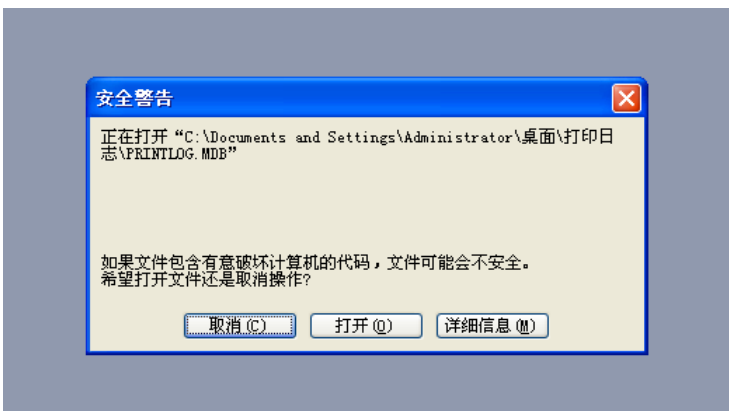 安全警告
正在打开“C:\Documents and Settings\Administrator\桌面\打印日
志\PRINTLOG.MDB”
如果文件包含有意破坏计算机的代码，文件可能会不安全。
希望打开文件还是取消操作?
取消(C) 打开(O) 详细信息(M)